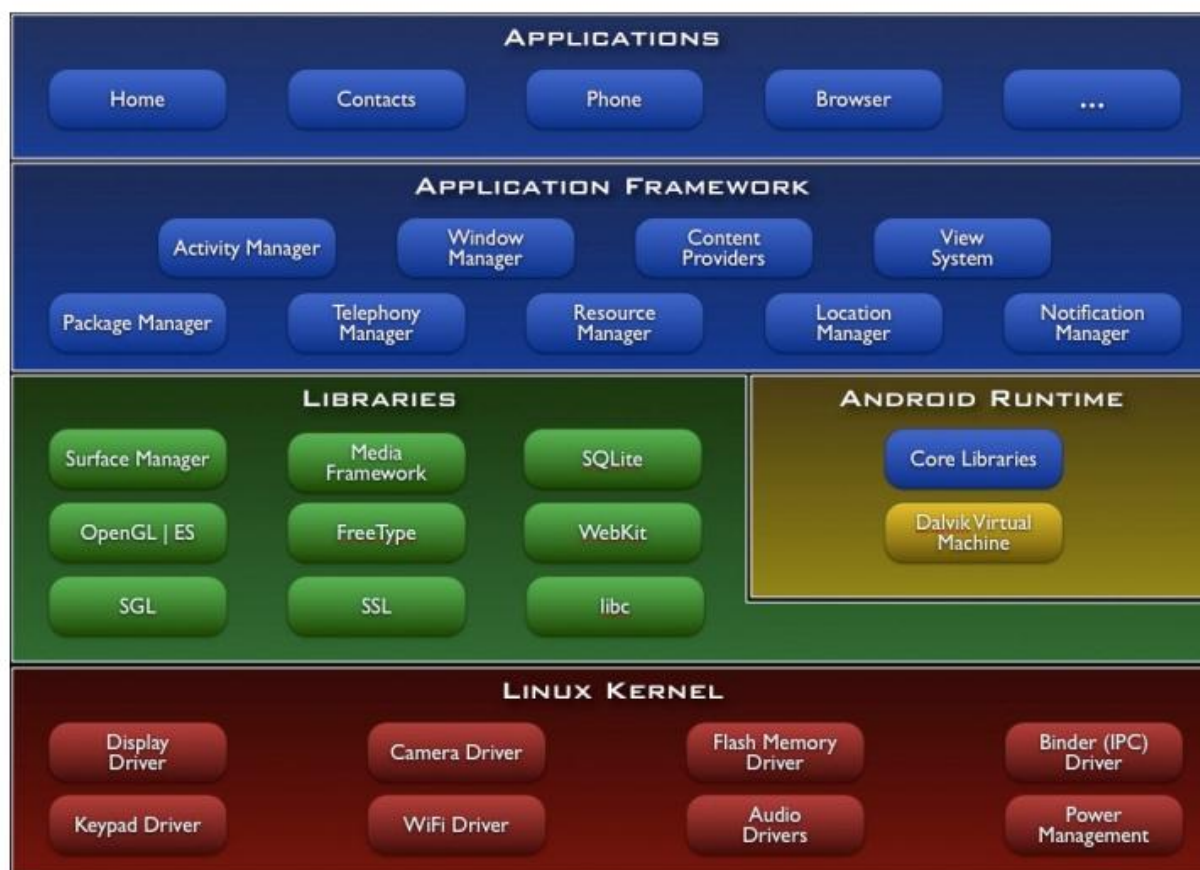 APPLICATIONS
Home
Contacts
Phone
Browser
...
APPLICATION FRAMEWORK
Activity Manager
Window
Manager
Content
Providers
View
System
Package Manager
Telephony
Manager
Resource
Manager
Location
Manager
Notification
Manager
LIBRARIES
Surface Manager
Media
Framework
SQLite
OpenGL | ES
FreeType
WebKit
SGL
SSL
libc
ANDROID RUNTIME
Core Libraries
Dalvik Virtual
Machine
LINUX KERNEL
Display
Driver
Camera Driver
Flash Memory
Driver
Binder (IPC)
Driver
Keypad Driver
WiFi Driver
Audio
Drivers
Power
Management